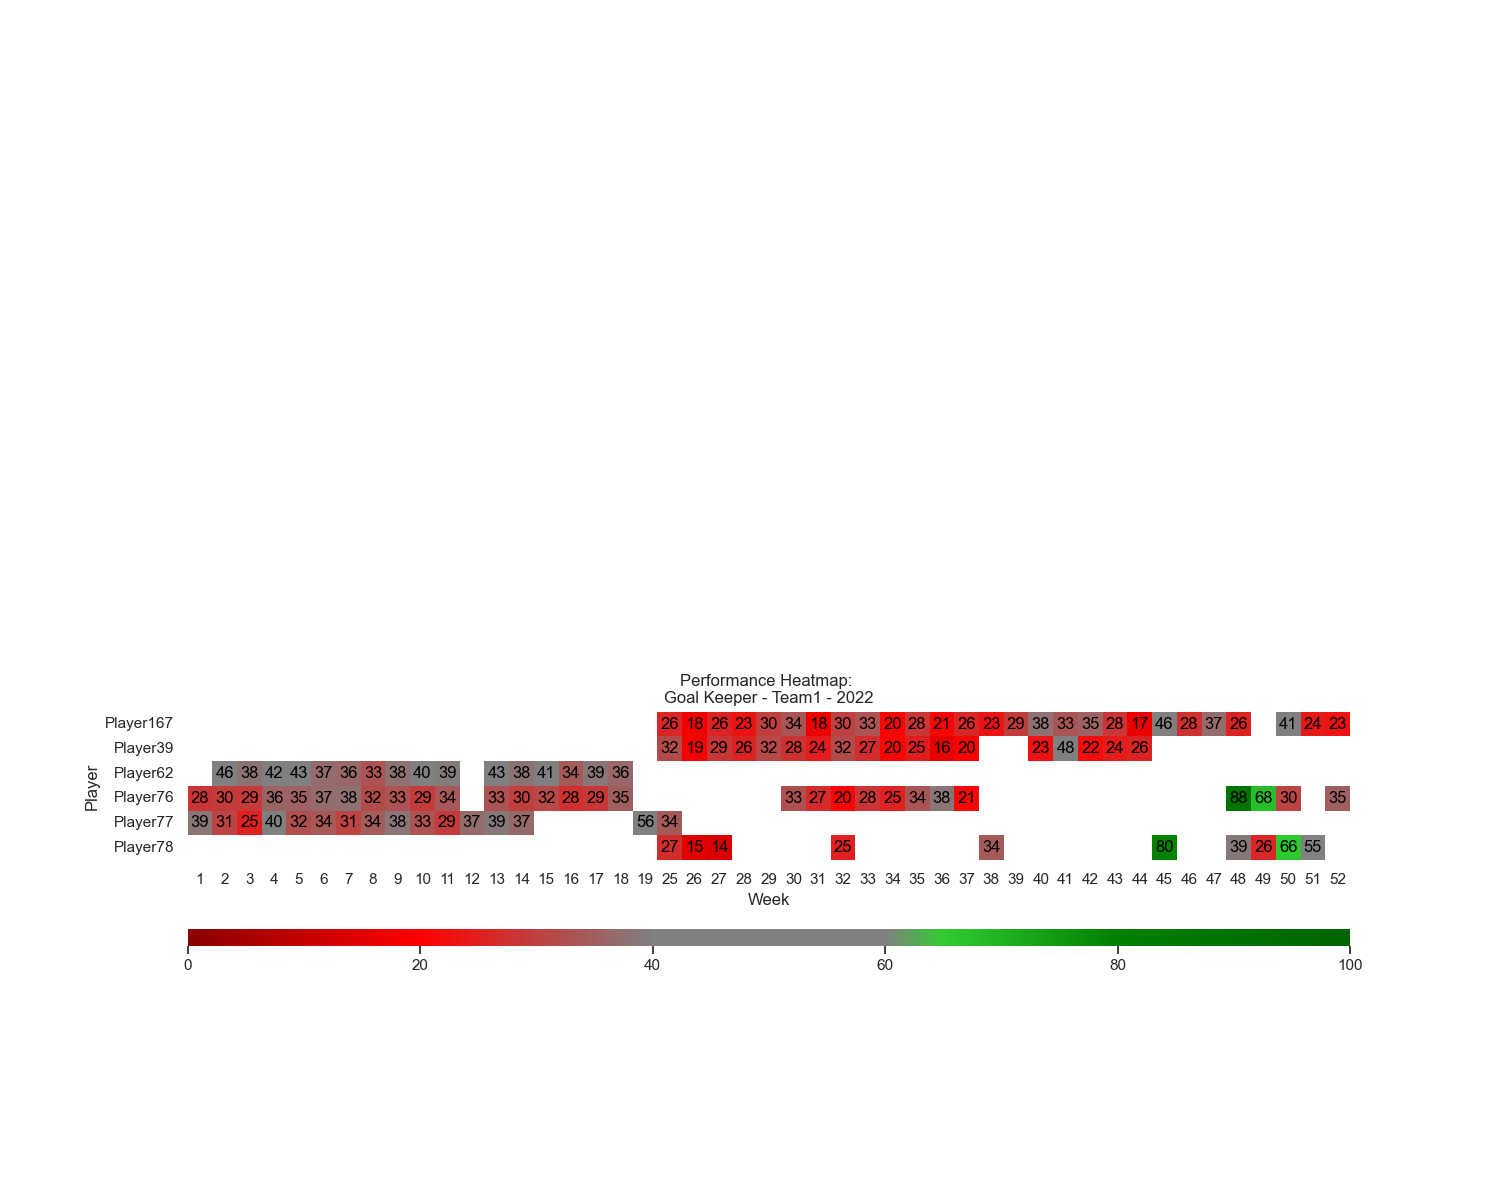 Performance Heatmap:
Goal Keeper - Team1 - 2022
Player
Player167 26 18 26 23 30 34 18 30 33 20 28 21 26 23 29 38 33 35 28 17 46 28 37 26 41 24 23
Player39 32 19 29 26 32 28 24 32 27 20 25 16 20 23 48 22 24 26
Player62 46 38 42 43 37 36 33 38 40 39 43 38 41 34 39 36
Player76 28 30 29 36 35 37 38 32 33 29 34 33 30 32 28 29 35 33 27 20 28 25 34 38 21 88 68 30 35
Player77 39 31 25 40 32 34 31 34 38 33 29 37 39 37 56 34
Player78 27 15 14 25 34 80 39 26 66 55
1 2 3 4 5 6 7 8 9 10 11 12 13 14 15 16 17 18 19 25 26 27 28 29 30 31 32 33 34 35 36 37 38 39 40 41 42 43 44 45 46 47 48 49 50 51 52
Week
0 20 40 60 80 100